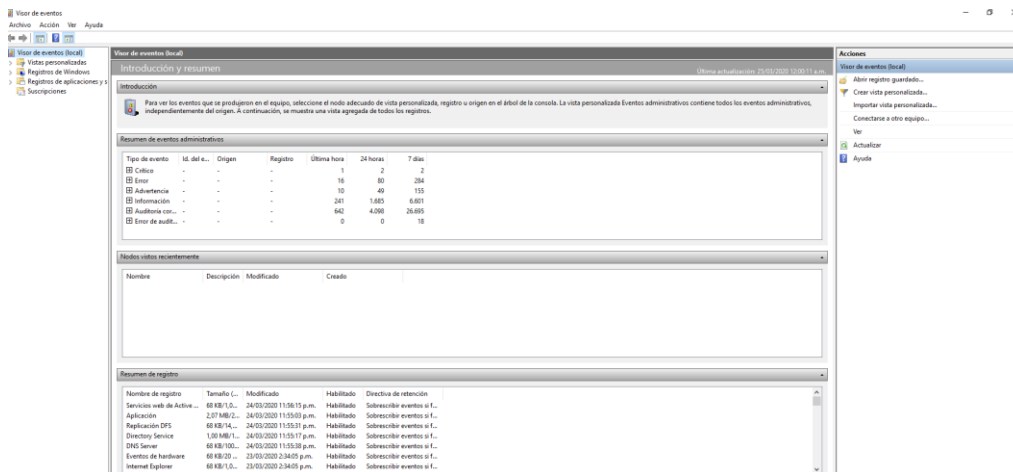 Visor de eventos
Archivo Acción Ver Ayuda
Visor de eventos (local)
Vistas personalizadas
Registros de Windows
Registros de aplicaciones y s
Suscripciones
Visor de eventos (local)
Introducción y resumen Última actualización: 25/03/2020 12:00:11 a.m.
Introducción
Para ver los eventos que se produjeron en el equipo, seleccione el nodo adecuado de vista personalizada, registro u origen en el árbol de la consola. La vista personalizada Eventos administrativos contiene todos los eventos administrativos,
independientemente del origen. A continuación, se muestra una vista agregada de todos los registros.
Resumen de eventos administrativos
Tipo de evento Id. del e... Origen Registro Última hora 24 horas 7 días
Crítico - - - 1 2 2
Error - - - 16 80 284
Advertencia - - - 10 49 155
Información - - - 241 1.685 6.601
Auditoría cor... - - - 642 4.098 26.695
Error de audit... - - - 0 0 18
Nodos vistos recientemente
Nombre Descripción Modificado Creado
Resumen de registro
Nombre de registro Tamaño (... Modificado Habilitado Directiva de retención
Servicios web de Active ... 68 KB/1,0... 24/03/2020 11:56:15 p.m. Habilitado Sobrescribir eventos si f...
Aplicación 2,07 MB/2... 24/03/2020 11:55:03 p.m. Habilitado Sobrescribir eventos si f...
Replicación DFS 68 KB/14,... 24/03/2020 11:55:31 p.m. Habilitado Sobrescribir eventos si f...
Directory Service 1,00 MB/1... 24/03/2020 11:55:17 p.m. Habilitado Sobrescribir eventos si f...
DNS Server 68 KB/100... 24/03/2020 11:55:38 p.m. Habilitado Sobrescribir eventos si f...
Eventos de hardware 68 KB/20 ... 23/03/2020 2:34:05 p.m. Habilitado Sobrescribir eventos si f...
Internet Explorer 68 KB/1,0... 23/03/2020 2:34:05 p.m. Habilitado Sobrescribir eventos si f...
Acciones
Visor de eventos (local)
Abrir registro guardado...
Crear vista personalizada...
Importar vista personalizada...
Conectarse a otro equipo...
Ver
Actualizar
Ayuda